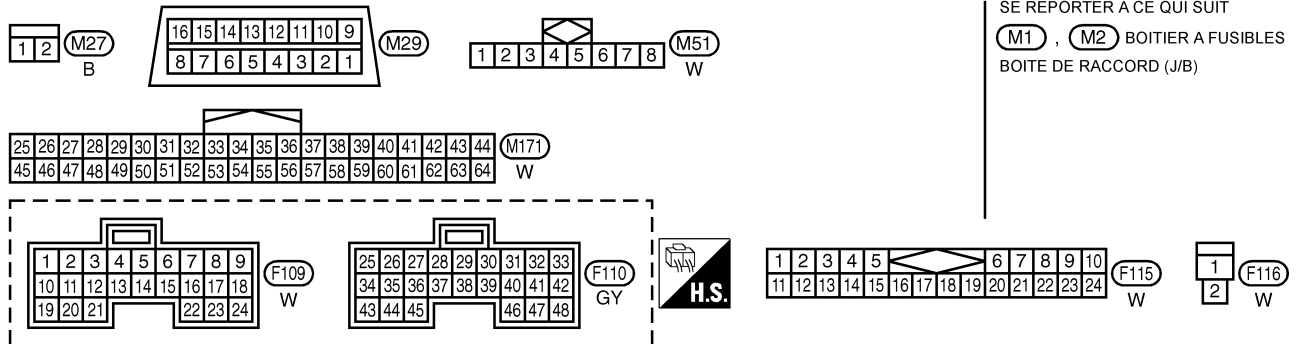 1 2 M27
B
16 15 14 13 12 11 10 9
8 7 6 5 4 3 2 1
M29
1 2 3 4 5 6 7 8 M51
W
SE REPORTER A CE QUI SUIT
M1 , M2 BOITIER A FUSIBLES
BOITE DE RACCORD (J/B)
25 26 27 28 29 30 31 32 33 34 35 36 37 38 39 40 41 42 43 44 M171
45 46 47 48 49 50 51 52 53 54 55 56 57 58 59 60 61 62 63 64 W
1 2 3 4 5 6 7 8 9
10 11 12 13 14 15 16 17 18
19 20 21 22 23 24
F109
W
25 26 27 28 29 30 31 32 33
34 35 36 37 38 39 40 41 42
43 44 45 46 47 48
F110
GY
H.S.
1 2 3 4 5 6 7 8 9 10
11 12 13 14 15 16 17 18 19 20 21 22 23 24
F115
W
1
2
F116
W